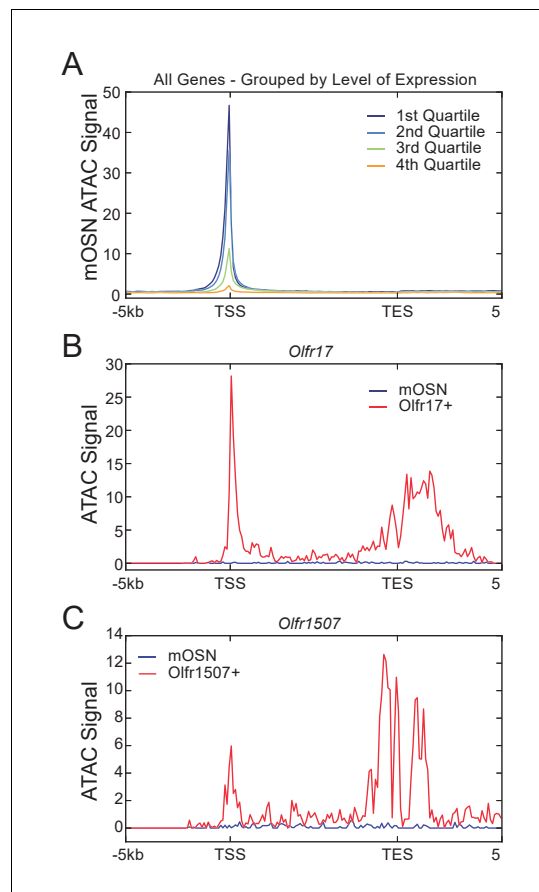 A
All Genes - Grouped by Level of Expression
mOSN ATAC Signal
50
40
30
20
10
0
1st Quartile
2nd Quartile
3rd Quartile
4th Quartile
-5kb
TSS
TES
5
B
Olfr17
ATAC Signal
30
25
20
15
10
5
0
mOSN
Olfr17+
-5kb
TSS
TES
5
C
Olfr1507
ATAC Signal
14
12
10
8
6
4
2
0
mOSN
Olfr1507+
-5kb
TSS
TES
5